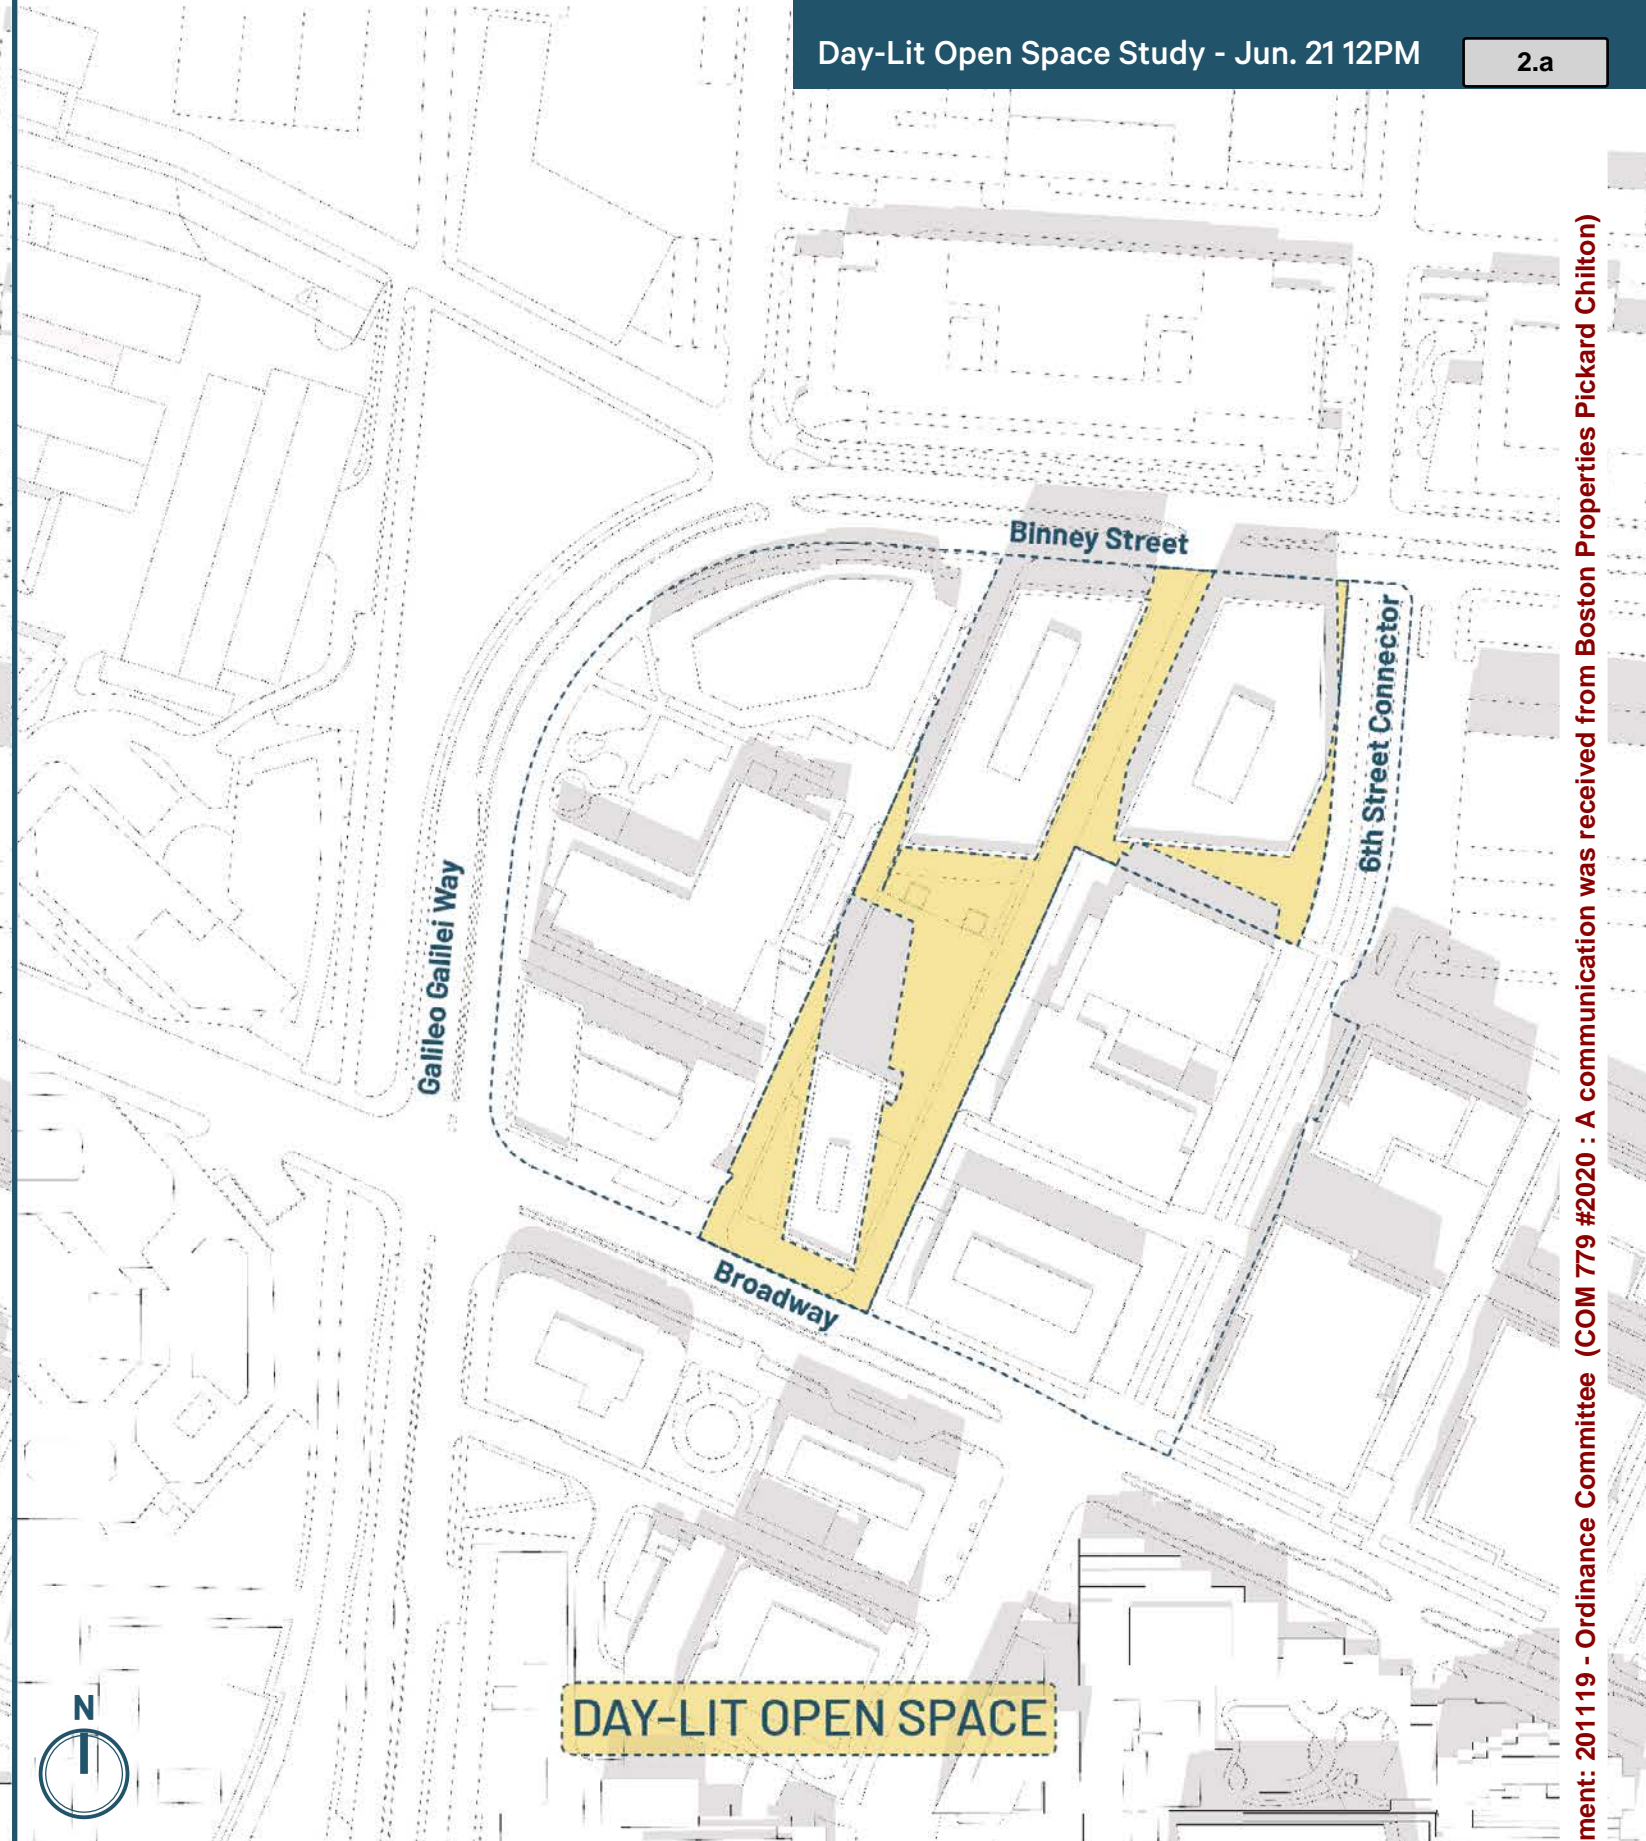 Day-Lit Open Space Study - Jun. 21 12PM
2.a
Binney Street
6th Street Connector
Galileo Galilei Way
Broadway
DAY-LIT OPEN SPACE
N
ment: 201119 - Ordinance Committee (COM 779 #2020 : A communication was received from Boston Properties Pickard Chilton)